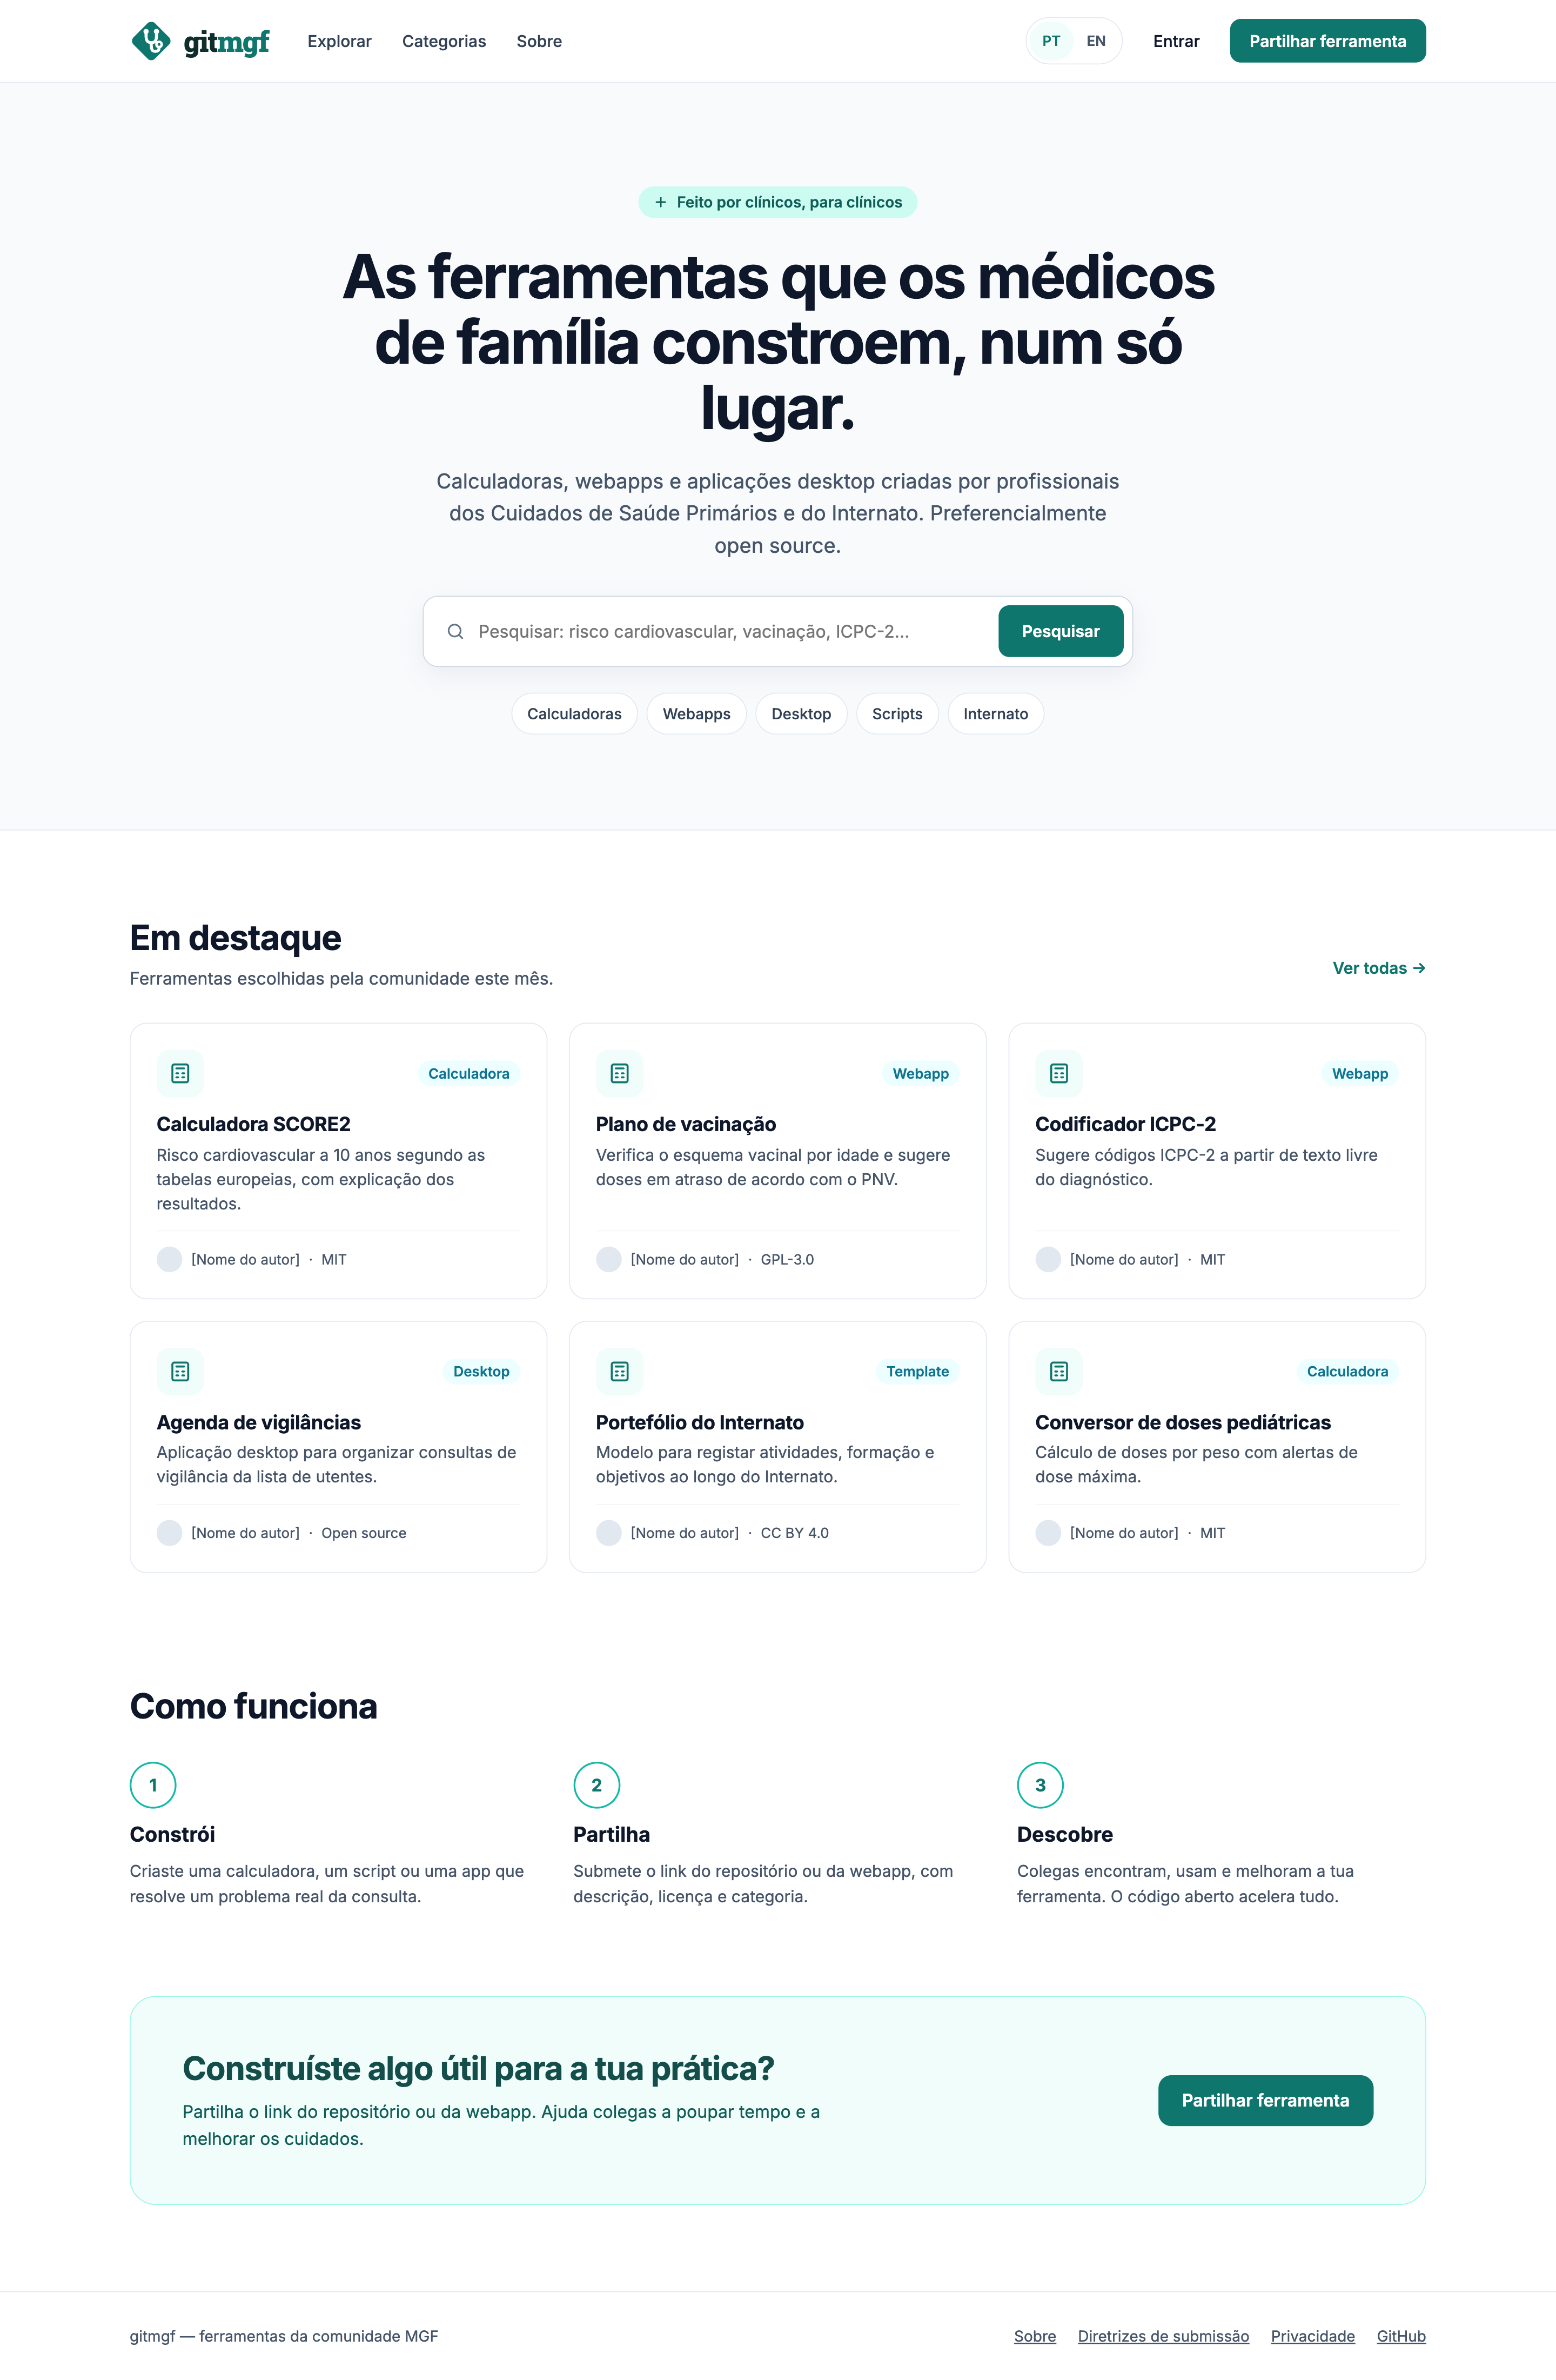 gitmgf
Explorar
Categorias
Sobre
PT
EN
Entrar
Partilhar ferramenta
+ Feito por clínicos, para clínicos
As ferramentas que os médicos
de família constroem, num só
lugar.
Calculadoras, webapps e aplicações desktop criadas por profissionais
dos Cuidados de Saúde Primários e do Internato. Preferencialmente
open source.
Pesquisar: risco cardiovascular, vacinação, ICPC-2...
Pesquisar
Calculadoras
Webapps
Desktop
Scripts
Internato
Em destaque
Ferramentas escolhidas pela comunidade este mês.
Ver todas →
Calculadora
Calculadora SCORE2
Risco cardiovascular a 10 anos segundo as
tabelas europeias, com explicação dos
resultados.
[Nome do autor] · MIT
Webapp
Plano de vacinação
Verifica o esquema vacinal por idade e sugere
doses em atraso de acordo com o PNV.
[Nome do autor] · GPL-3.0
Webapp
Codificador ICPC-2
Sugere códigos ICPC-2 a partir de texto livre
do diagnóstico.
[Nome do autor] · MIT
Desktop
Agenda de vigilâncias
Aplicação desktop para organizar consultas de
vigilância da lista de utentes.
[Nome do autor] · Open source
Template
Portefólio do Internato
Modelo para registar atividades, formação e
objetivos ao longo do Internato.
[Nome do autor] · CC BY 4.0
Calculadora
Conversor de doses pediátricas
Cálculo de doses por peso com alertas de
dose máxima.
[Nome do autor] · MIT
Como funciona
1
Constrói
Criaste uma calculadora, um script ou uma app que
resolve um problema real da consulta.
2
Partilha
Submete o link do repositório ou da webapp, com
descrição, licença e categoria.
3
Descobre
Colegas encontram, usam e melhoram a tua
ferramenta. O código aberto acelera tudo.
Construíste algo útil para a tua prática?
Partilha o link do repositório ou da webapp. Ajuda colegas a poupar tempo e a
melhorar os cuidados.
Partilhar ferramenta
gitmgf — ferramentas da comunidade MGF
Sobre
Diretrizes de submissão
Privacidade
GitHub